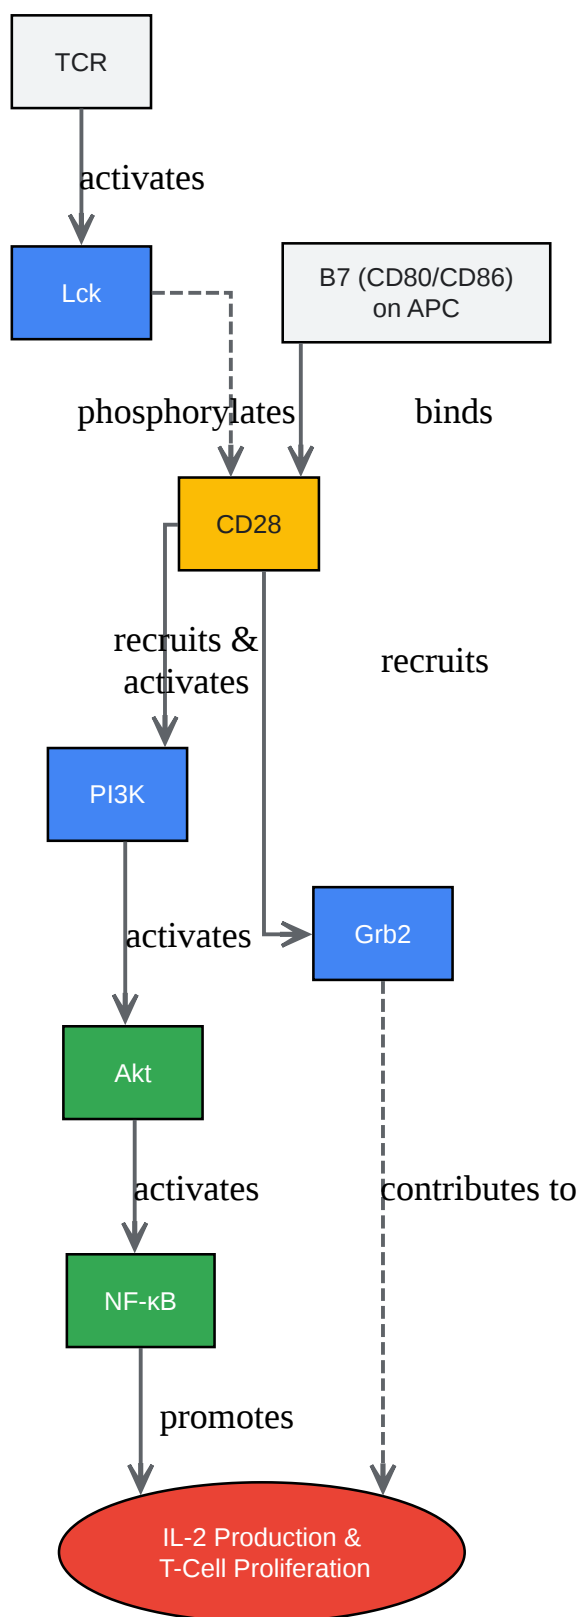 TCR
activates
Lck
B7 (CD80/CD86)
on APC
phosphorylates
binds
CD28
recruits &
activates
recruits
PI3K
activates
Grb2
Akt
activates
contributes to
NF-κB
promotes
IL-2 Production &
T-Cell Proliferation